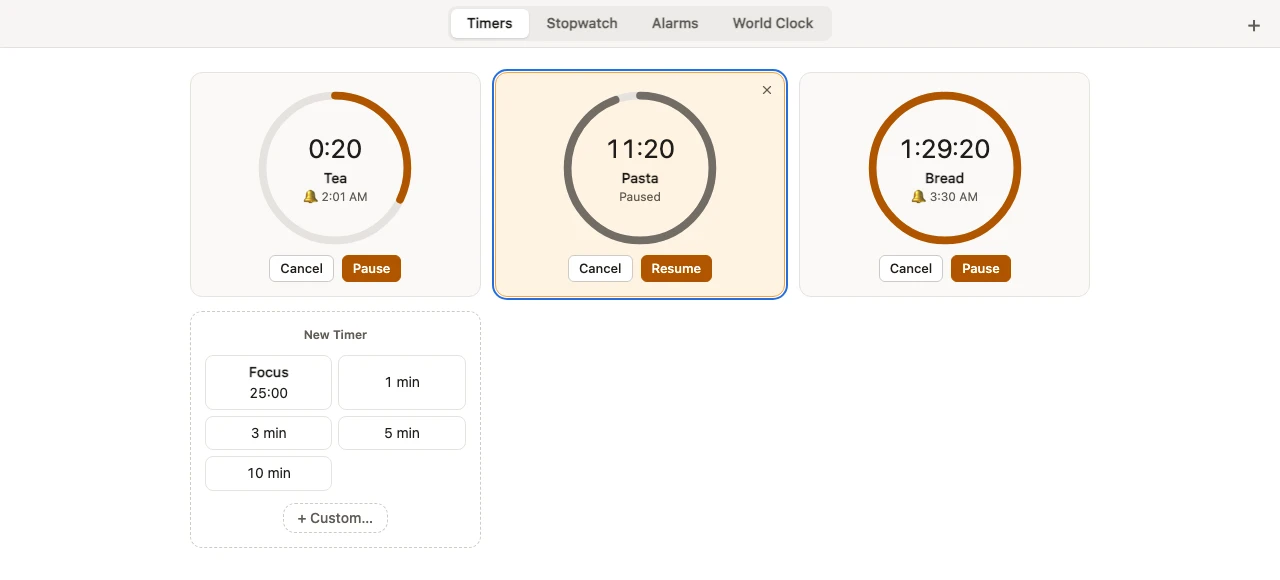 Timers Stopwatch Alarms World Clock +
0:20
Tea
🔔 2:01 AM
Cancel Pause
×
11:20
Pasta
Paused
Cancel Resume
1:29:20
Bread
🔔 3:30 AM
Cancel Pause
New Timer
Focus
25:00
1 min
3 min
5 min
10 min
+ Custom...